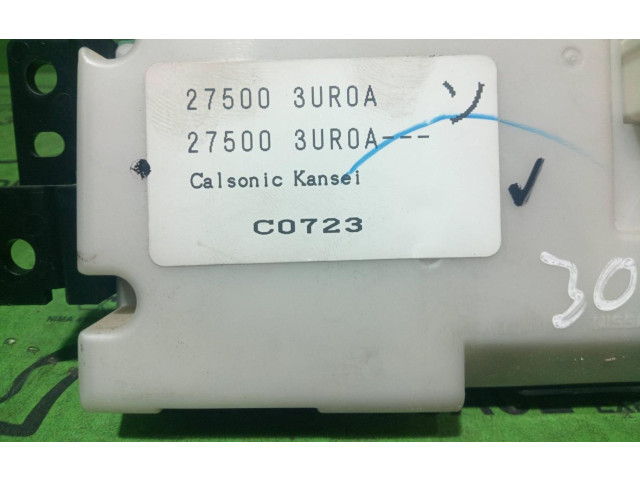 27500 3UR0A
27500 3UR0A---
Calsonic Kansei
C0723
30